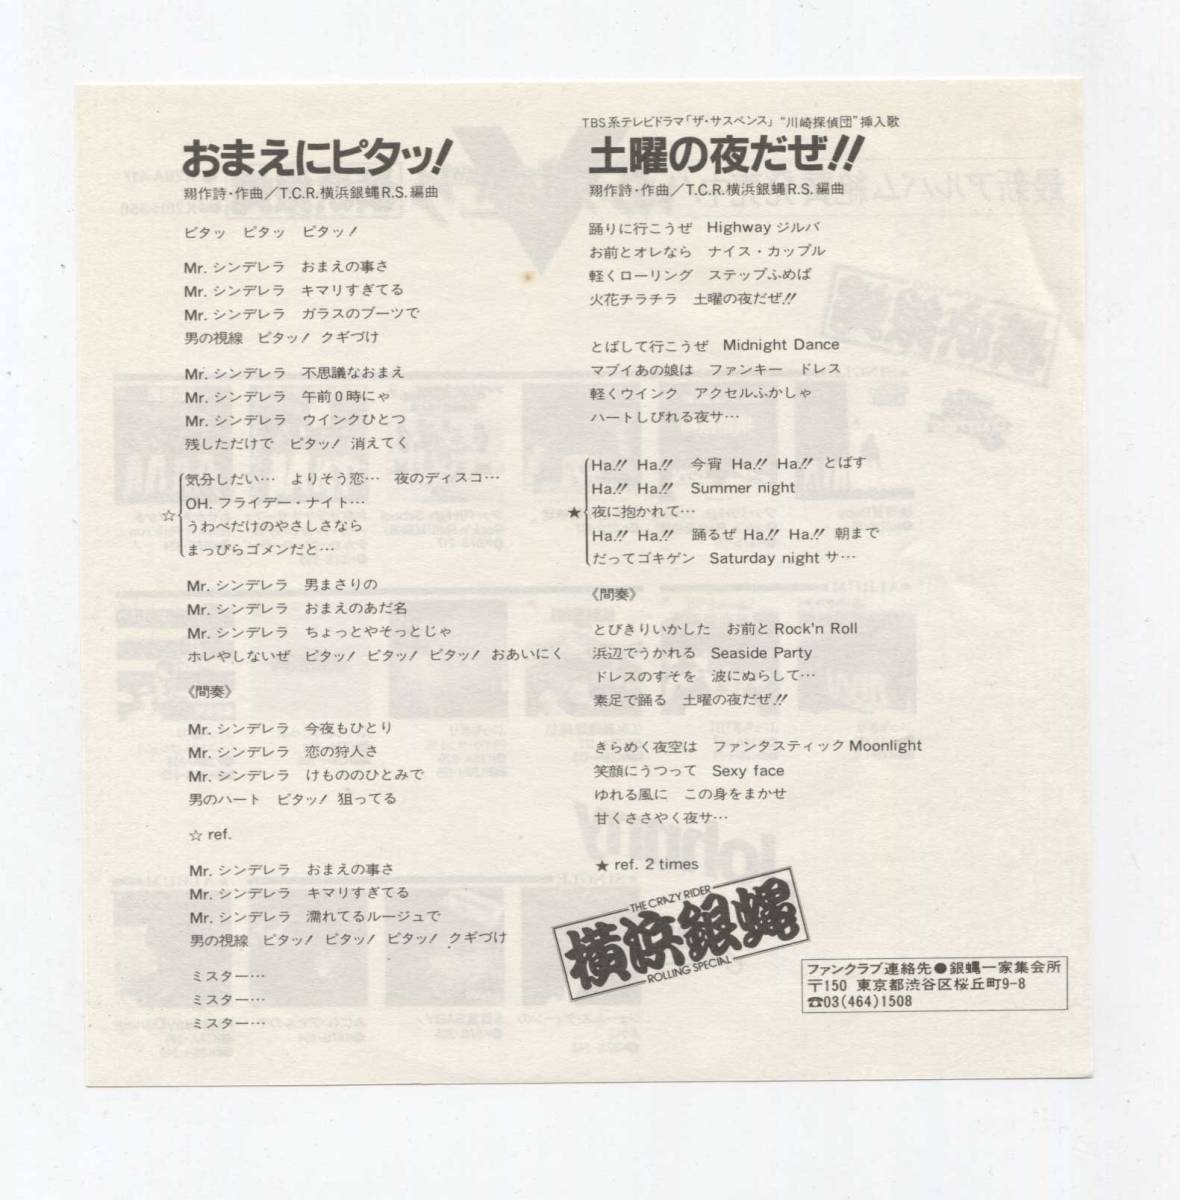 おまえにピタッ!
翔作詩・作曲／T.C.R.横浜銀蝿R.S.編曲
ピタッ ピタッ ピタッ!
Mr. シンデレラ おまえの事さ
Mr. シンデレラ キマリすぎてる
Mr. シンデレラ ガラスのブーツで
男の視線 ピタッ! クギづけ
Mr. シンデレラ 不思議なおまえ
Mr. シンデレラ 午前0時にゃ
Mr. シンデレラ ウインクひとつ
残しただけで ピタッ! 消えてく
気分しだい… よりそう恋… 夜のディスコ…
OH. フライデー・ナイト…
☆ うわべだけのやさしさなら
まっぴらゴメンだと…
Mr. シンデレラ 男まさりの
Mr. シンデレラ おまえのあだ名
Mr. シンデレラ ちょっとやそっとじゃ
ホレやしないぜ ピタッ! ピタッ! ピタッ! おあいにく
《間奏》
Mr. シンデレラ 今夜もひとり
Mr. シンデレラ 恋の狩人さ
Mr. シンデレラ けもののひとみで
男のハート ピタッ! 狙ってる
☆ ref.
Mr. シンデレラ おまえの事さ
Mr. シンデレラ キマリすぎてる
Mr. シンデレラ 濡れてるルージュで
男の視線 ピタッ! ピタッ! ピタッ! クギづけ
ミスター…
ミスター…
ミスター…
TBS系テレビドラマ「ザ・サスペンス」“川崎探偵団”挿入歌
土曜の夜だぜ!!
翔作詩・作曲／T.C.R.横浜銀蝿R.S.編曲
踊りに行こうぜ Highway ジルバ
お前とオレなら ナイス・カップル
軽くローリング ステップふめば
火花チラチラ 土曜の夜だぜ!!
とばして行こうぜ Midnight Dance
マブイあの娘は ファンキー ドレス
軽くウインク アクセルふかしゃ
ハートしびれる夜サ…
Ha!! Ha!! 今宵 Ha!! Ha!! とばす
Ha!! Ha!! Summer night
★ 夜に抱かれて…
Ha!! Ha!! 踊るぜ Ha!! Ha!! 朝まで
だってゴキゲン Saturday night サ…
《間奏》
とびきりいかした お前と Rock'n Roll
浜辺でうかれる Seaside Party
ドレスのすそを 波にぬらして…
素足で踊る 土曜の夜だぜ!!
きらめく夜空は ファンタスティック Moonlight
笑顔にうつって Sexy face
ゆれる風に この身をまかせ
甘くささやく夜サ…
★ ref. 2 times
THE CRAZY RIDER
横浜銀蝿
ROLLING SPECIAL
ファンクラブ連絡先●銀蝿一家集会所
〒150 東京都渋谷区桜丘町9-8
☎03(464)1508